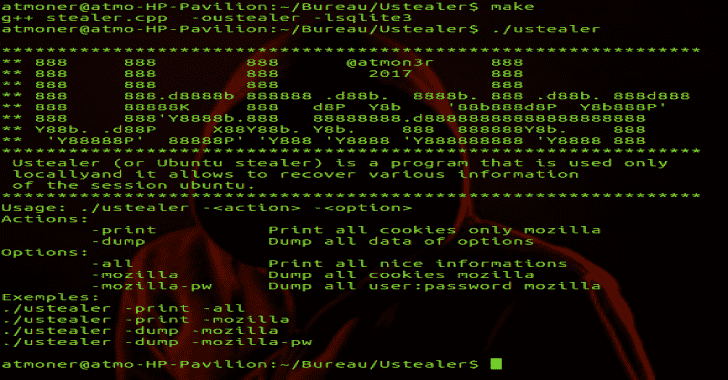 atmoner@atmo-HP-Pavilion:~/Bureau/Ustealer$ make
g++ stealer.cpp  -oustealer -lsqlite3
atmoner@atmo-HP-Pavilion:~/Bureau/Ustealer$ ./ustealer
**************************************************************
** 888     888          888       @atmon3r       888
** 888     888          888         2017         888
** 888     888          888                      888
** 888     888.d8888b 888888 .d88b.  8888b. 888 .d88b. 888d888
** 888     88888K       888   d8P  Y8b    '88b888d8P  Y8b888P'
** 888     888'Y8888b.888   88888888.d888888888888888888888
** Y88b. .d88P     X88Y88b. Y8b.    888  888888Y8b.    888
**  'Y88888P'  88888P' 'Y888 'Y8888 'Y88888888 'Y8888 888
**************************************************************
Ustealer (or Ubuntu stealer) is a program that is used only
locallyand it allows to recover various information
of the session ubuntu.
**************************************************************
Usage: ./ustealer -<action> -<option>
Actions:
-print Print all cookies only mozilla
-dump Dump all data of options
Options:
-all Print all nice informations
-mozilla Dump all cookies mozilla
-mozilla-pw Dump all user:password mozilla
Exemples:
./ustealer -print -all
./ustealer -print -mozilla
./ustealer -dump -mozilla
./ustealer -dump -mozilla-pw
atmoner@atmo-HP-Pavilion:~/Bureau/Ustealer$